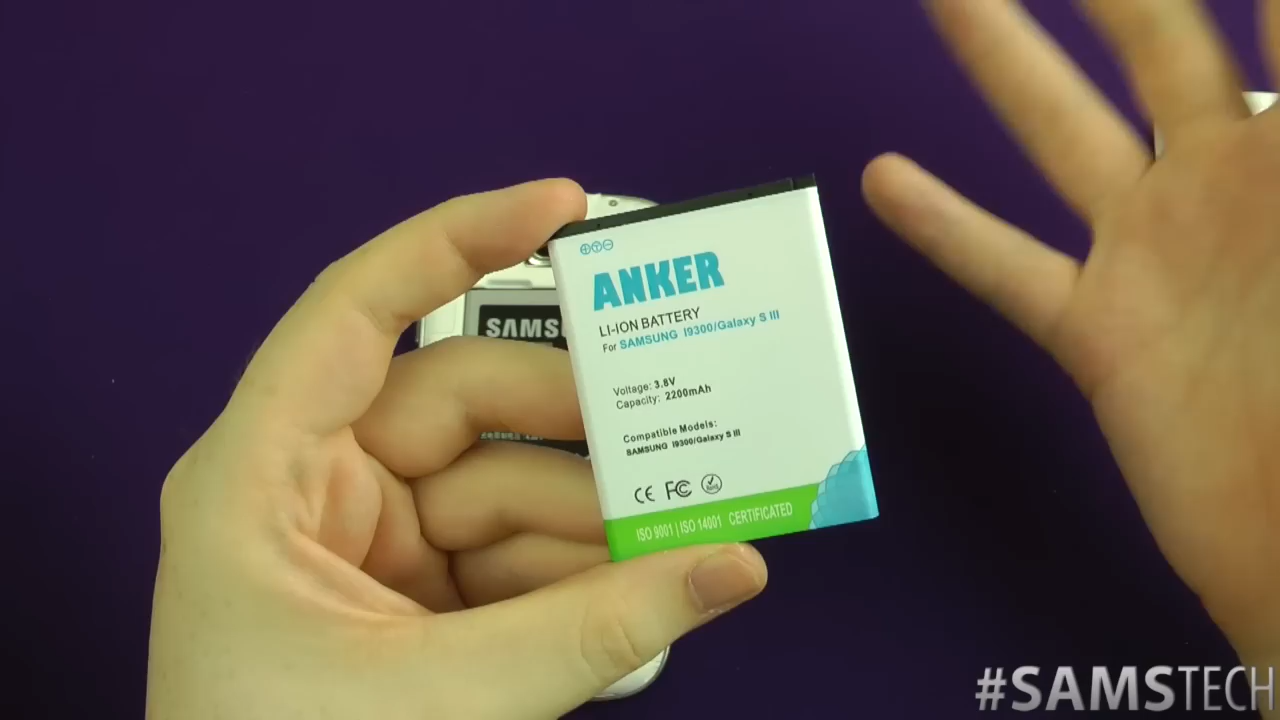 ANKER
LI-ION BATTERY
For SAMSUNG I9300/Galaxy S III
Voltage: 3.8V
Capacity: 2200mAh
Compatible Models:
SAMSUNG I9300/Galaxy S III
CE FC
ISO 9001 | ISO 14001 CERTIFICATED
SAMS
#SAMSTECH